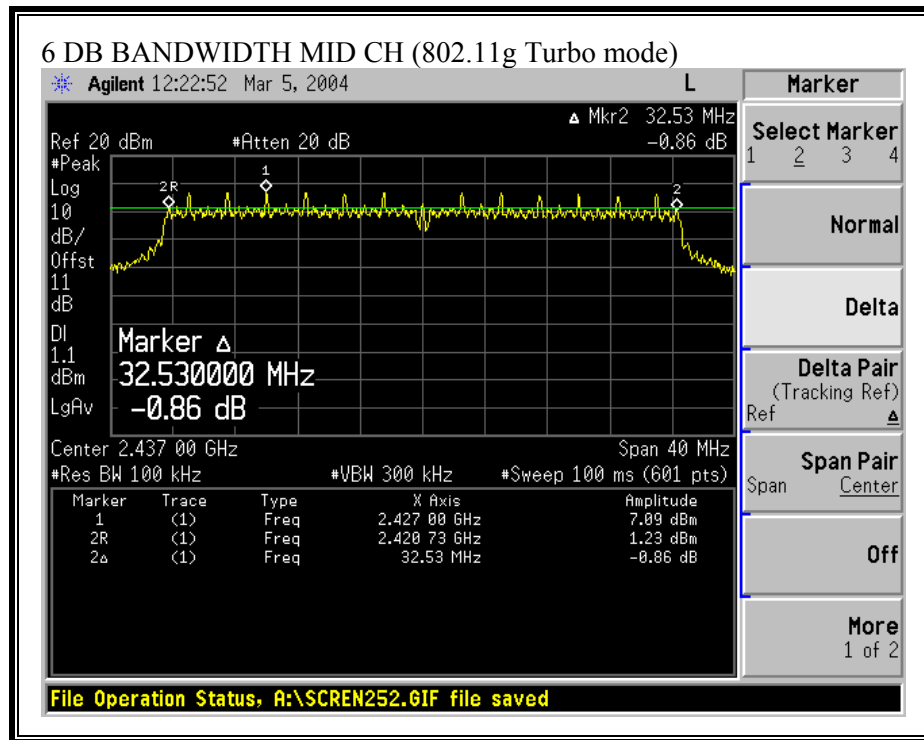 6 DB BANDWIDTH MID CH (802.11g Turbo mode)
Agilent 12:22:52 Mar 5, 2004 L
Marker
▵ Mkr2 32.53 MHz
Ref 20 dBm #Atten 20 dB -0.86 dB
#Peak
Log
10
dB/
Offst
11
dB
DI
1.1
dBm
LgAv
1
2R
2
Marker ▵
32.530000 MHz
-0.86 dB
Center 2.437 00 GHz Span 40 MHz
#Res BW 100 kHz #VBW 300 kHz #Sweep 100 ms (601 pts)
Marker Trace Type X Axis Amplitude
1 (1) Freq 2.427 00 GHz 7.09 dBm
2R (1) Freq 2.420 73 GHz 1.23 dBm
2▵ (1) Freq 32.53 MHz -0.86 dB
Select Marker
1 2 3 4
Normal
Delta
Delta Pair
(Tracking Ref)
Ref ▵
Span Pair
Span Center
Off
More
1 of 2
File Operation Status, A:\SCREN252.GIF file saved